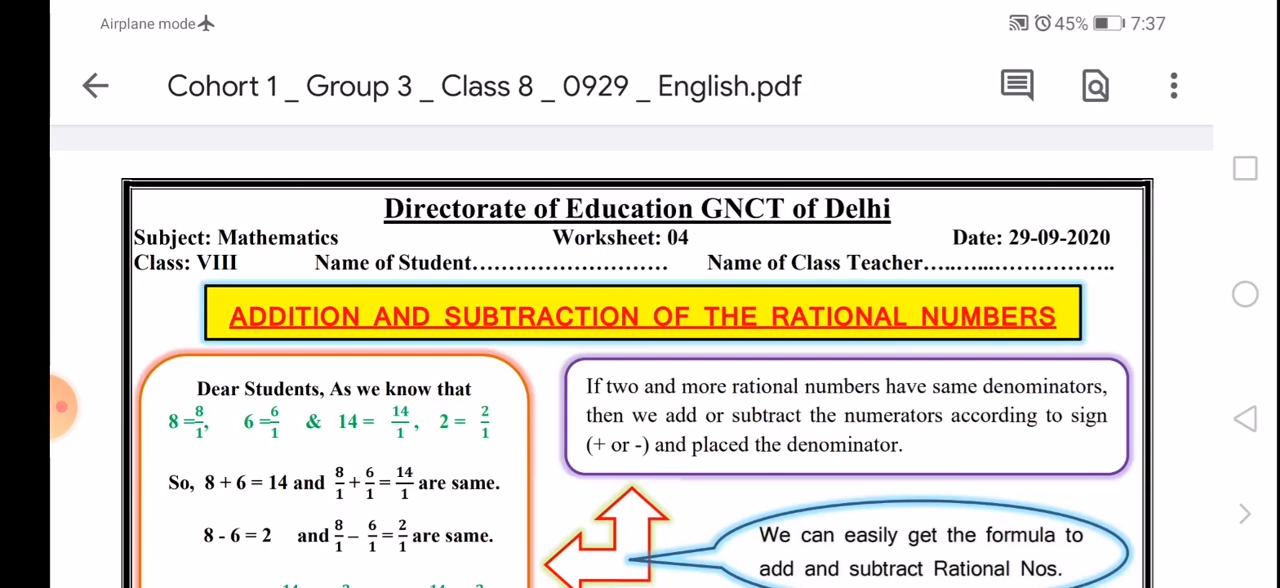 Airplane mode 45% 7:37
Cohort 1 _ Group 3 _ Class 8 _ 0929 _ English.pdf
Directorate of Education GNCT of Delhi
Subject: Mathematics Worksheet: 04 Date: 29-09-2020
Class: VIII Name of Student……………………… Name of Class Teacher…..…...……………..
ADDITION AND SUBTRACTION OF THE RATIONAL NUMBERS
Dear Students, As we know that
8 = 8/1, 6 = 6/1 & 14 = 14/1, 2 = 2/1
So, 8 + 6 = 14 and 8/1 + 6/1 = 14/1 are same.
8 - 6 = 2 and 8/1 – 6/1 = 2/1 are same.
If two and more rational numbers have same denominators,
then we add or subtract the numerators according to sign
(+ or -) and placed the denominator.
We can easily get the formula to
add and subtract Rational Nos.